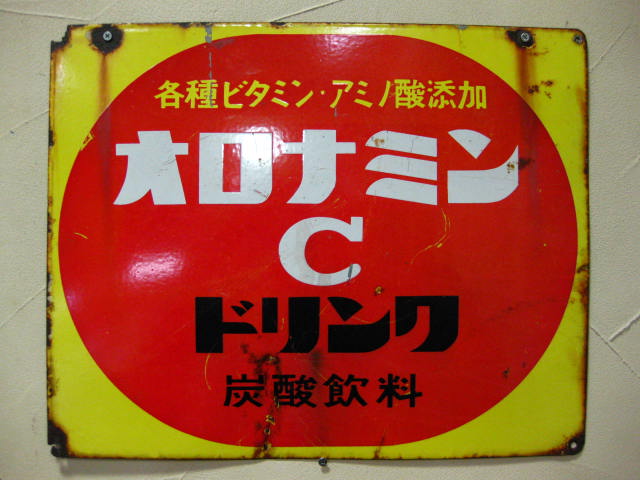 各種ビタミン・アミノ酸添加
オロナミン
C
ドリンク
炭酸飲料